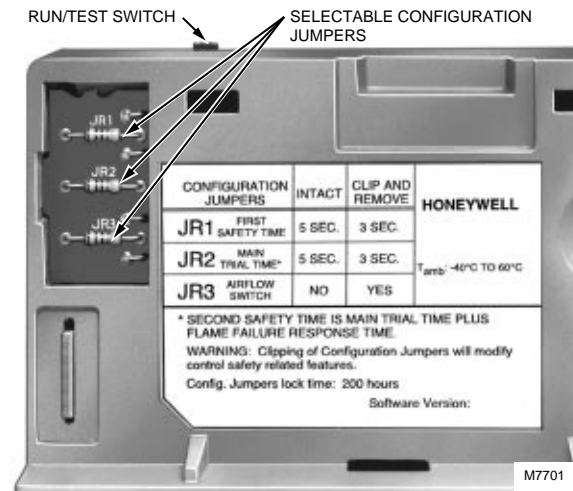 RUN/TEST SWITCH
SELECTABLE CONFIGURATION
JUMPERS
JR1
JR2
JR3
CONFIGURATION JUMPERS INTACT CLIP AND REMOVE HONEYWELL
JR1 FIRST SAFETY TIME 5 SEC. 3 SEC.
JR2 MAIN TRIAL TIME* 5 SEC. 3 SEC. Tamb: -40°C TO 60°C
JR3 AIRFLOW SWITCH NO YES
* SECOND SAFETY TIME IS MAIN TRIAL TIME PLUS
FLAME FAILURE RESPONSE TIME.
WARNING: Clipping of Configuration Jumpers will modify
control safety related features.
Config. Jumpers lock time: 200 hours
Software Version:
M7701